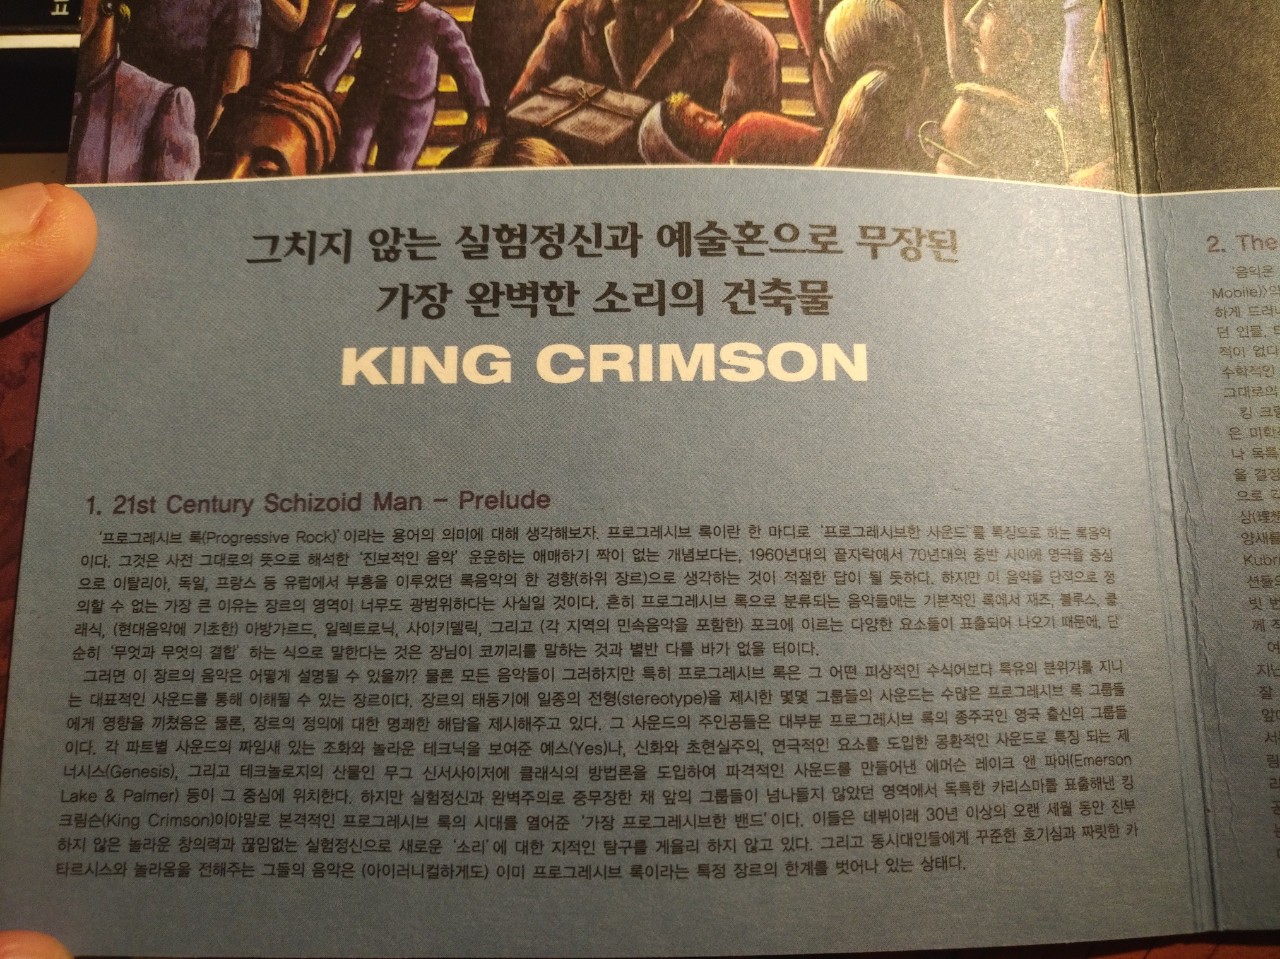 그치지 않는 실험정신과 예술혼으로 무장된
가장 완벽한 소리의 건축물
KING CRIMSON
1. 21st Century Schizoid Man – Prelude
'프로그레시브 록(Progressive Rock)'이라는 용어의 의미에 대해 생각해보자. 프로그레시브 록이란 한 마디로 '프로그레시브한 사운드'를 특징으로 하는 록음악
이다. 그것은 사전 그대로의 뜻으로 해석한 '진보적인 음악' 운운하는 애매하기 짝이 없는 개념보다는, 1960년대의 끝자락에서 70년대의 중반 사이에 영국을 중심
으로 이탈리아, 독일, 프랑스 등 유럽에서 부흥을 이루었던 록음악의 한 경향(하위 장르)으로 생각하는 것이 적절한 답이 될 듯하다. 하지만 이 음악을 단적으로 정
의할 수 없는 가장 큰 이유는 장르의 영역이 너무도 광범위하다는 사실일 것이다. 흔히 프로그레시브 록으로 분류되는 음악들에는 기본적인 록에서 재즈, 블루스, 클
래식, (현대음악에 기초한) 아방가르드, 일렉트로닉, 사이키델릭, 그리고 (각 지역의 민속음악을 포함한) 포크에 이르는 다양한 요소들이 표출되어 나오기 때문에, 단
순히 '무엇과 무엇의 결합' 하는 식으로 말한다는 것은 장님이 코끼리를 말하는 것과 별반 다를 바가 없을 터이다.
그러면 이 장르의 음악은 어떻게 설명될 수 있을까? 물론 모든 음악들이 그러하지만 특히 프로그레시브 록은 그 어떤 피상적인 수식어보다 특유의 분위기를 지니
는 대표적인 사운드를 통해 이해될 수 있는 장르이다. 장르의 태동기에 일종의 전형(stereotype)을 제시한 몇몇 그룹들의 사운드는 수많은 프로그레시브 록 그룹들
에게 영향을 끼쳤음은 물론, 장르의 정의에 대한 명쾌한 해답을 제시해주고 있다. 그 사운드의 주인공들은 대부분 프로그레시브 록의 종주국인 영국 출신의 그룹들
이다. 각 파트별 사운드의 짜임새 있는 조화와 놀라운 테크닉을 보여준 예스(Yes)나, 신화와 초현실주의, 연극적인 요소를 도입한 몽환적인 사운드로 특징 되는 제
너시스(Genesis), 그리고 테크놀로지의 산물인 무그 신서사이저에 클래식의 방법론을 도입하여 파격적인 사운드를 만들어낸 에머슨 레이크 앤 파머(Emerson
Lake & Palmer) 등이 그 중심에 위치한다. 하지만 실험정신과 완벽주의로 중무장한 채 앞의 그룹들이 넘나들지 않았던 영역에서 독특한 카리스마를 표출해낸 킹
크림슨(King Crimson)이야말로 본격적인 프로그레시브 록의 시대를 열어준 '가장 프로그레시브한 밴드'이다. 이들은 데뷔이래 30년 이상의 오랜 세월 동안 진부
하지 않은 놀라운 창의력과 끊임없는 실험정신으로 새로운 '소리'에 대한 지적인 탐구를 게을리 하지 않고 있다. 그리고 동시대인들에게 꾸준한 호기심과 짜릿한 카
타르시스와 놀라움을 전해주는 그들의 음악은 (아이러니컬하게도) 이미 프로그레시브 록이라는 특정 장르의 한계를 벗어나 있는 상태다.
2. The
'음악은
Mobile)>의
하게 드러
던 인물,
적이 없다
수학적인
그대로의
킹 크림
은 미학
나 독특
을 결정
으로 각
양새를
Kubri
션들